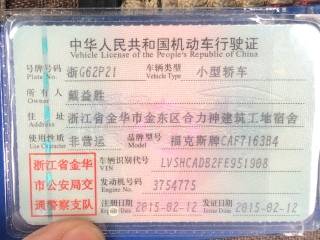 中华人民共和国机动车行驶证
Vehicle License of the People's Republic of China
号牌号码 浙G62P21 车辆类型 小型轿车
Plate No. Vehicle Type
所有人 戴益胜
Owner
住址 浙江省金华市金东区合力神建筑工地宿舍
Address
使用性质 非营运 品牌型号 福克斯牌CAF7163B4
Use Character Model
浙江省金华
市公安局交
通警察支队
车辆识别代号 LVSHCADB2FE951908
VIN
发动机号码 3754775
Engine No.
注册日期 2015-02-12 发证日期 2015-02-12
Register Date Issue Date